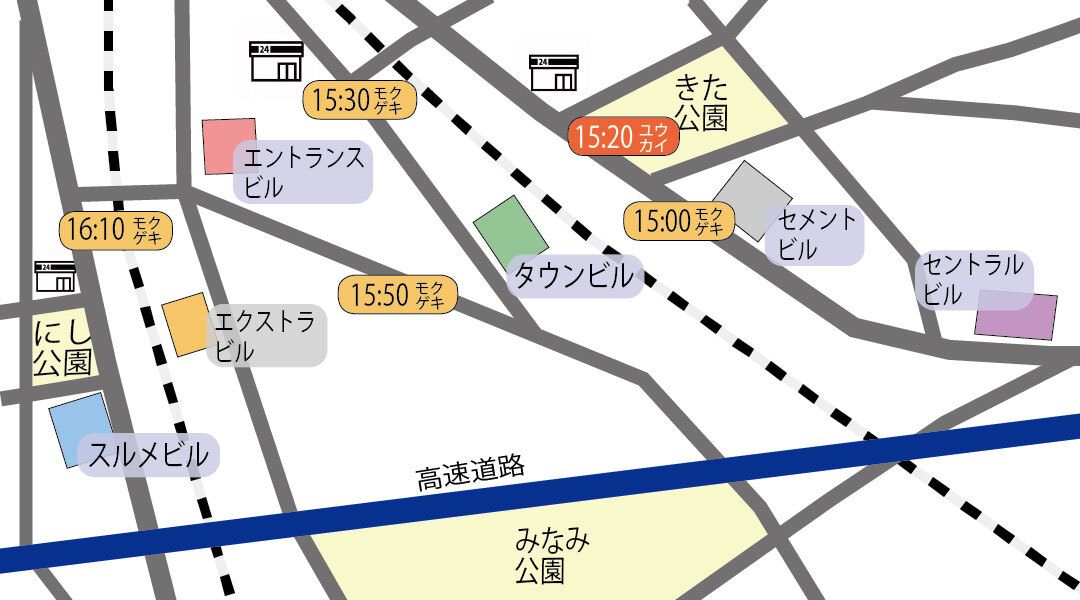 24
24
きた
公園
15:30 モク
ゲキ
15:20 ユウ
カイ
エントランス
ビル
16:10 モク
ゲキ
15:00 モク
ゲキ
セメント
ビル
24
タウンビル
セントラル
ビル
15:50 モク
ゲキ
エクストラ
ビル
にし
公園
スルメビル
高速道路
みなみ
公園